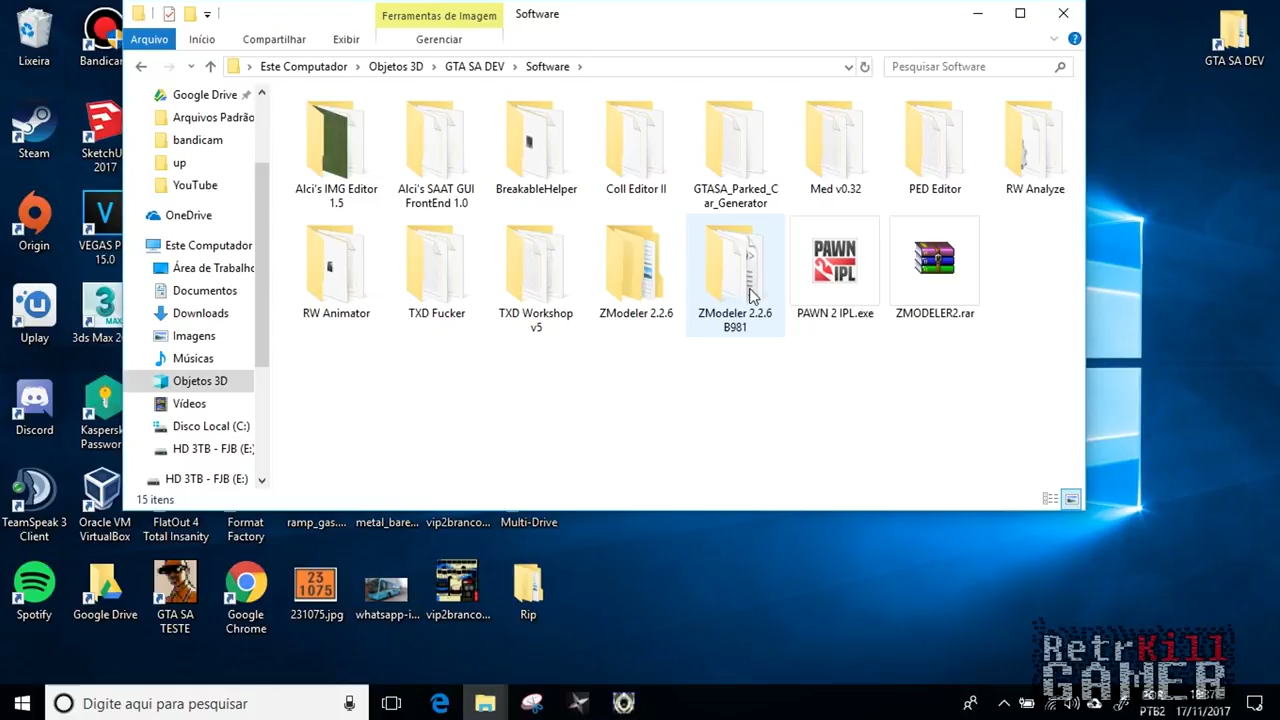 Ferramentas de Imagem
Software
Arquivo
Início
Compartilhar
Exibir
Gerenciar
Este Computador
Objetos 3D
GTA SA DEV
Software
Pesquisar Software
Google Drive
Arquivos Padrão
bandicam
up
YouTube
OneDrive
Este Computador
Área de Trabalho
Documentos
Downloads
Imagens
Músicas
Objetos 3D
Vídeos
Disco Local (C:)
HD 3TB - FJB (E:)
HD 3TB - FJB (E:)
Alci's IMG Editor
1.5
Alci's SAAT GUI
FrontEnd 1.0
BreakableHelper
Coll Editor II
GTASA_Parked_C
ar_Generator
Med v0.32
PED Editor
RW Analyze
RW Animator
TXD Fucker
TXD Workshop
v5
ZModeler 2.2.6
ZModeler 2.2.6
B981
PAWN
2 IPL
PAWN 2 IPL.exe
ZMODELER2.rar
15 itens
Lixeira
Bandicam
Steam
SketchU
2017
Origin
VEGAS P
15.0
Uplay
3ds Max 20
Discord
Kaspersk
Password
TeamSpeak 3
Client
Oracle VM
VirtualBox
FlatOut 4
Total Insanity
Format
Factory
ramp_gas....
metal_bare...
vip2branco...
Multi-Drive
Spotify
Google Drive
GTA SA
TESTE
Google
Chrome
23
1075
231075.jpg
whatsapp-i...
vip2branco...
Rip
GTA SA DEV
RetrKill
GAMER
Digite aqui para pesquisar
PTB2
17/11/2017